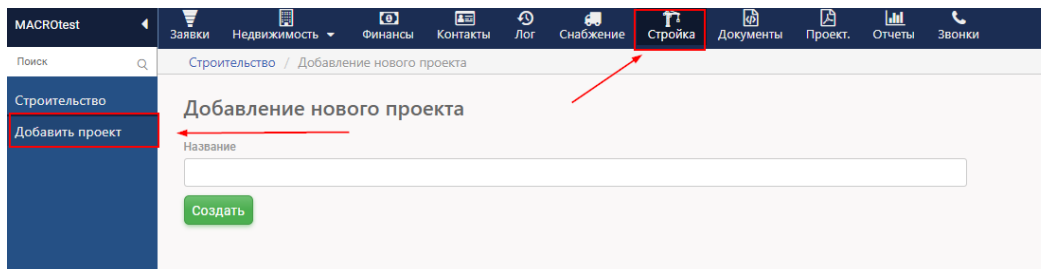 MACROtest
Заявки Недвижимость Финансы Контакты Лог Снабжение Стройка Документы Проект. Отчеты Звонки
Поиск
Строительство / Добавление нового проекта
Строительство
Добавить проект
Добавление нового проекта
Название
Создать